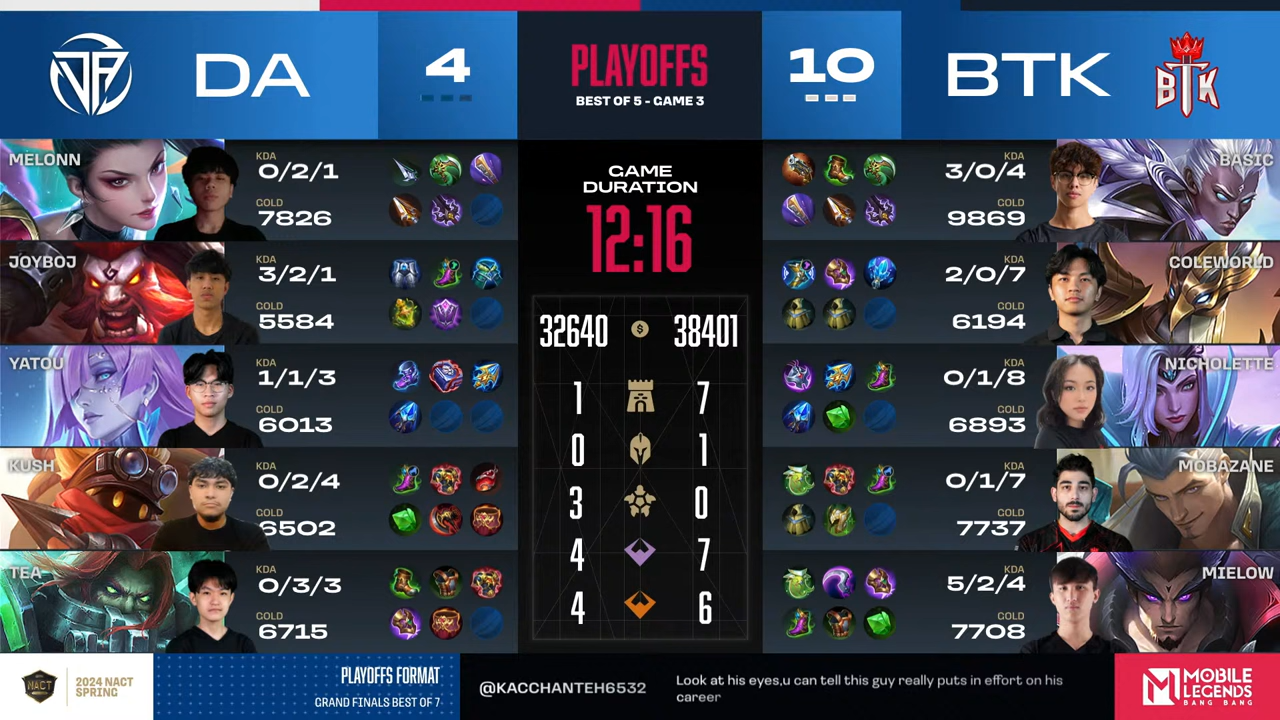 DA
4
PLAYOFFS
BEST OF 5 - GAME 3
10
BTK
BTK
MELONN
KDA
0/2/1
GOLD
7826
JOYBOJ
KDA
3/2/1
GOLD
5584
YATOU
KDA
1/1/3
GOLD
6013
KUSH
KDA
0/2/4
GOLD
6502
TEA
KDA
0/3/3
GOLD
6715
GAME
DURATION
12:16
32640 $ 38401
1 7
0 1
3 0
4 7
4 6
BASIC
KDA
3/0/4
GOLD
9869
COLEWORLD
KDA
2/0/7
GOLD
6194
NICHOLETTE
KDA
0/1/8
GOLD
6893
MOBAZANE
KDA
0/1/7
GOLD
7737
MIELOW
KDA
5/2/4
GOLD
7708
NACT
2024 NACT
SPRING
PLAYOFFS FORMAT
GRAND FINALS BEST OF 7
@KACCHANTEH6532
Look at his eyes,u can tell this guy really puts in effort on his
career
MOBILE
LEGENDS
BANG BANG